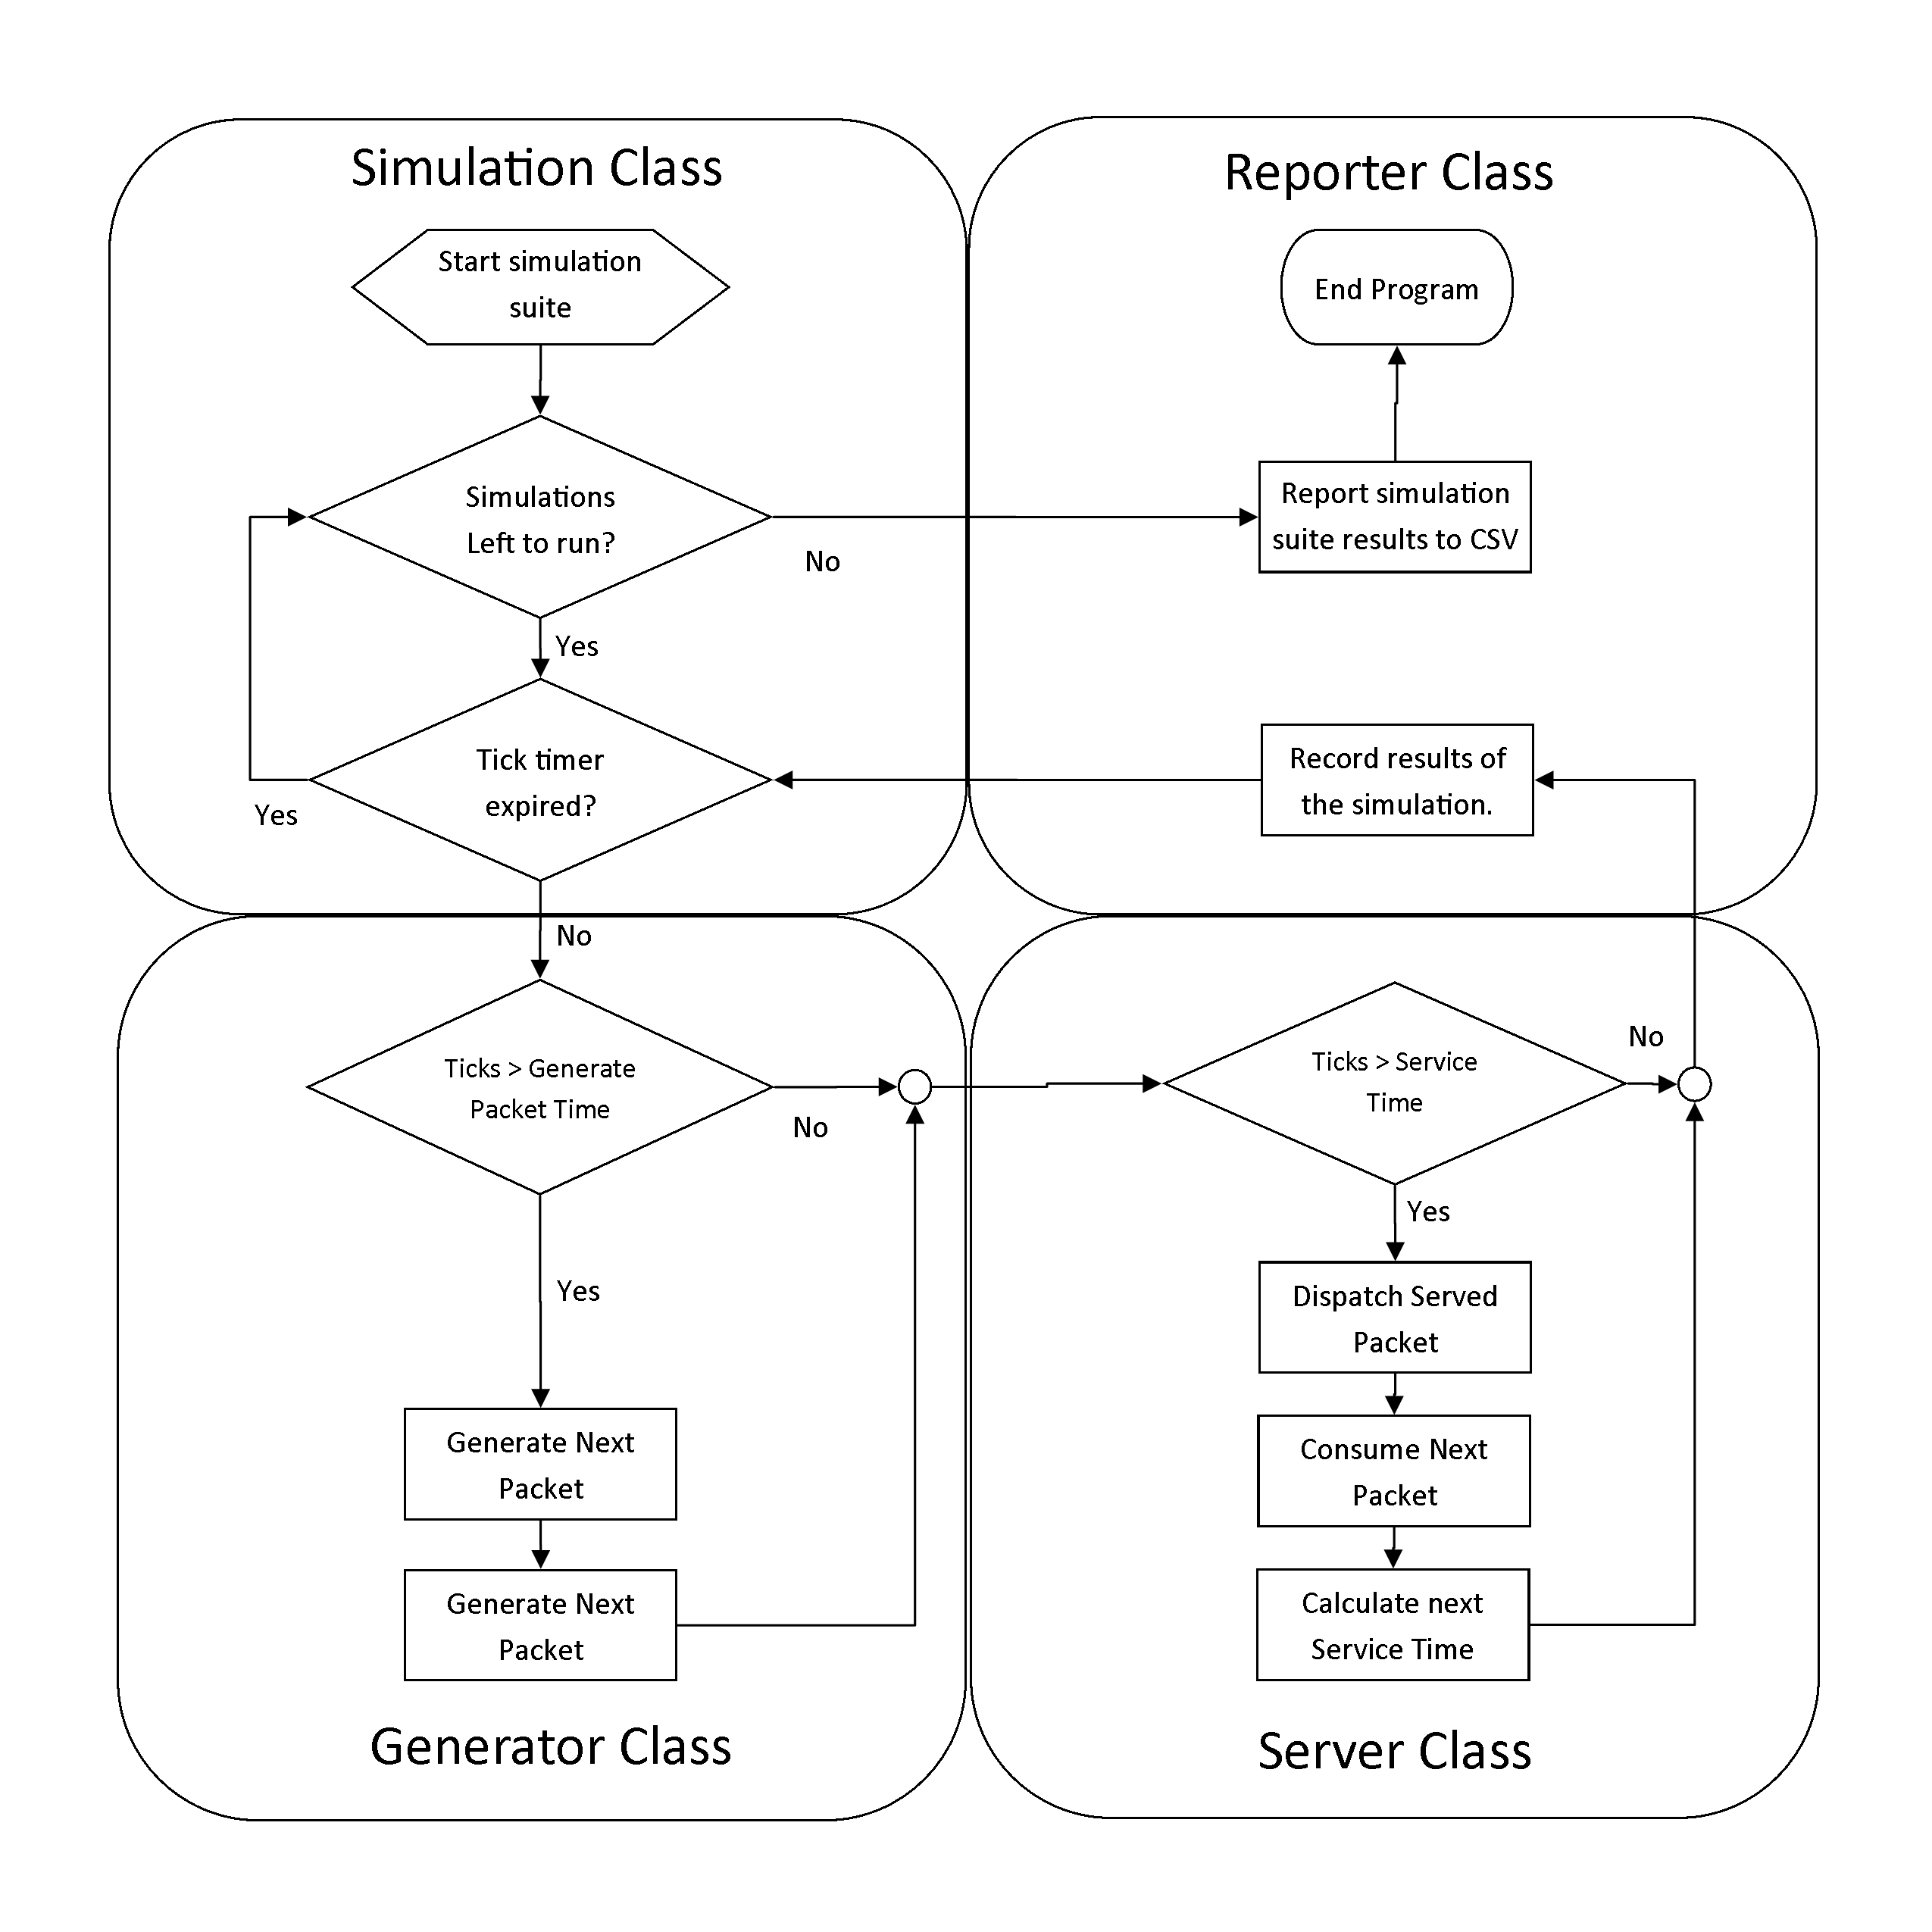 Simulation Class
Start simulation
suite
Simulations
Left to run?
No
Yes
Tick timer
expired?
Yes
No
Reporter Class
End Program
Report simulation
suite results to CSV
Record results of
the simulation.
Ticks > Generate
Packet Time
No
Yes
Generate Next
Packet
Generate Next
Packet
Generator Class
Ticks > Service
Time
No
Yes
Dispatch Served
Packet
Consume Next
Packet
Calculate next
Service Time
Server Class